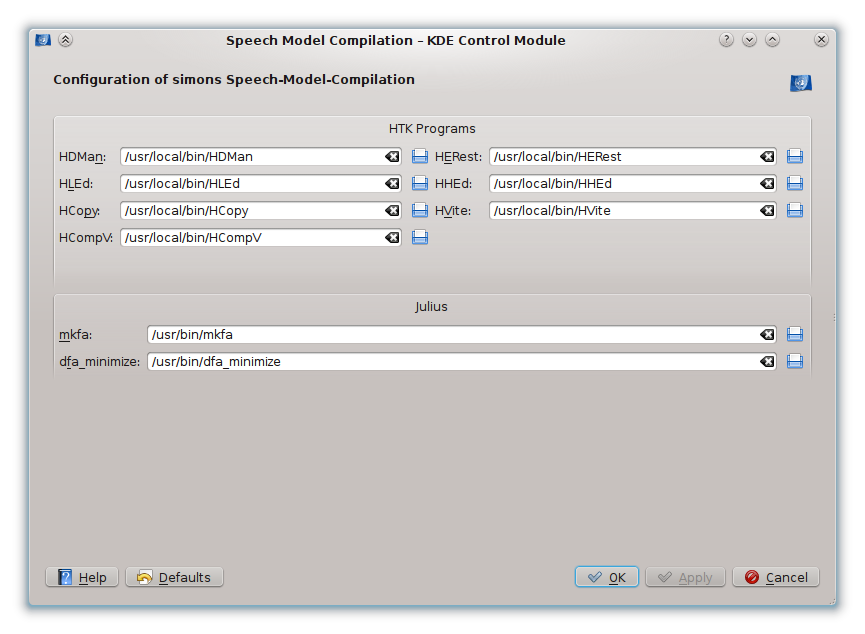 Speech Model Compilation – KDE Control Module
Configuration of simons Speech-Model-Compilation
HTK Programs
HDMan: /usr/local/bin/HDMan HERest: /usr/local/bin/HERest
HLEd: /usr/local/bin/HLEd HHEd: /usr/local/bin/HHEd
HCopy: /usr/local/bin/HCopy HVite: /usr/local/bin/HVite
HCompV: /usr/local/bin/HCompV
Julius
mkfa: /usr/bin/mkfa
dfa_minimize: /usr/bin/dfa_minimize
Help Defaults OK Apply Cancel